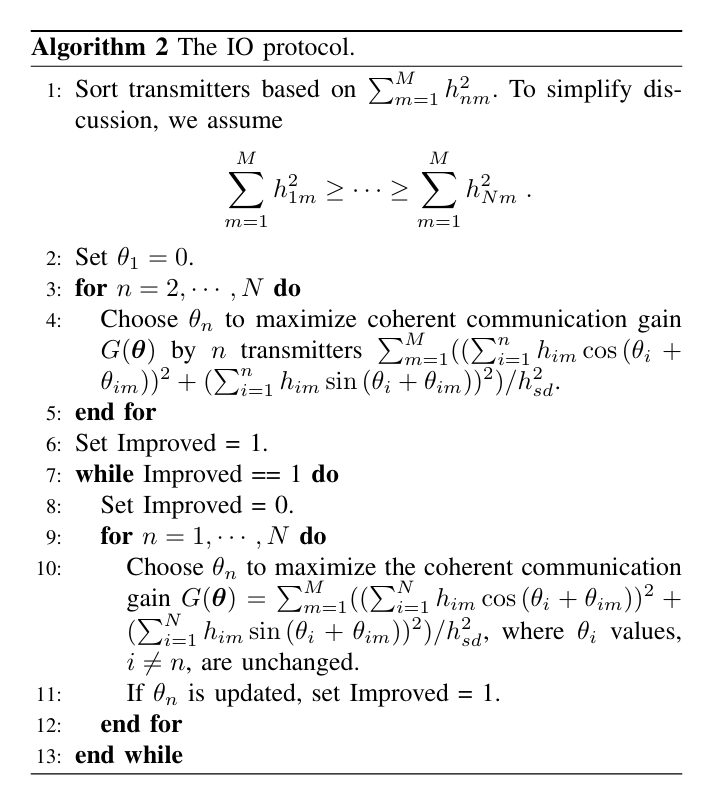 Algorithm 2 The IO protocol.
1: Sort transmitters based on $\sum_{m=1}^{M} h_{nm}^2$. To simplify dis-
cussion, we assume
$\sum_{m=1}^{M} h_{1m}^2 \geq \cdots \geq \sum_{m=1}^{M} h_{Nm}^2$ .
2: Set $\theta_1 = 0$.
3: for $n = 2, \cdots, N$ do
4: Choose $\theta_n$ to maximize coherent communication gain
$G(\boldsymbol{\theta})$ by $n$ transmitters $\sum_{m=1}^{M}((\sum_{i=1}^{n} h_{im} \cos(\theta_i +$
$\theta_{im}))^2 + (\sum_{i=1}^{n} h_{im} \sin(\theta_i + \theta_{im}))^2)/h_{sd}^2$.
5: end for
6: Set Improved = 1.
7: while Improved == 1 do
8: Set Improved = 0.
9: for $n = 1, \cdots, N$ do
10: Choose $\theta_n$ to maximize the coherent communication
gain $G(\boldsymbol{\theta}) = \sum_{m=1}^{M}((\sum_{i=1}^{N} h_{im} \cos(\theta_i + \theta_{im}))^2 +$
$(\sum_{i=1}^{N} h_{im} \sin(\theta_i + \theta_{im}))^2)/h_{sd}^2$, where $\theta_i$ values,
$i \neq n$, are unchanged.
11: If $\theta_n$ is updated, set Improved = 1.
12: end for
13: end while